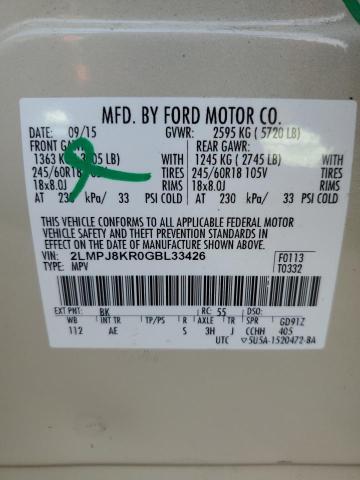 MFD. BY FORD MOTOR CO.
DATE: 09/15 GVWR: 2595 KG ( 5720 LB)
FRONT GAWR: REAR GAWR:
1363 KG 05 LB) WITH 1245 KG ( 2745 LB) WITH
245/60R18 TIRES 245/60R18 105V TIRES
18x8.0J RIMS 18x8.0J RIMS
AT 230 kPa/ 33 PSI COLD AT 230 kPa/ 33 PSI COLD
THIS VEHICLE CONFORMS TO ALL APPLICABLE FEDERAL MOTOR
VEHICLE SAFETY AND THEFT PREVENTION STANDARDS IN
EFFECT ON THE DATE OF MANUFACTURE SHOWN ABOVE.
VIN: 2LMPJ8KR0GBL33426 F0113
TYPE: MPV T0332
EXT PNT: BK RC: 55 DSO:
WB INT TR TP/PS R AXLE TR SPR GD91Z
112 AE S 3H J CCHH 405
UTC ▽5U5A-1520472-BA